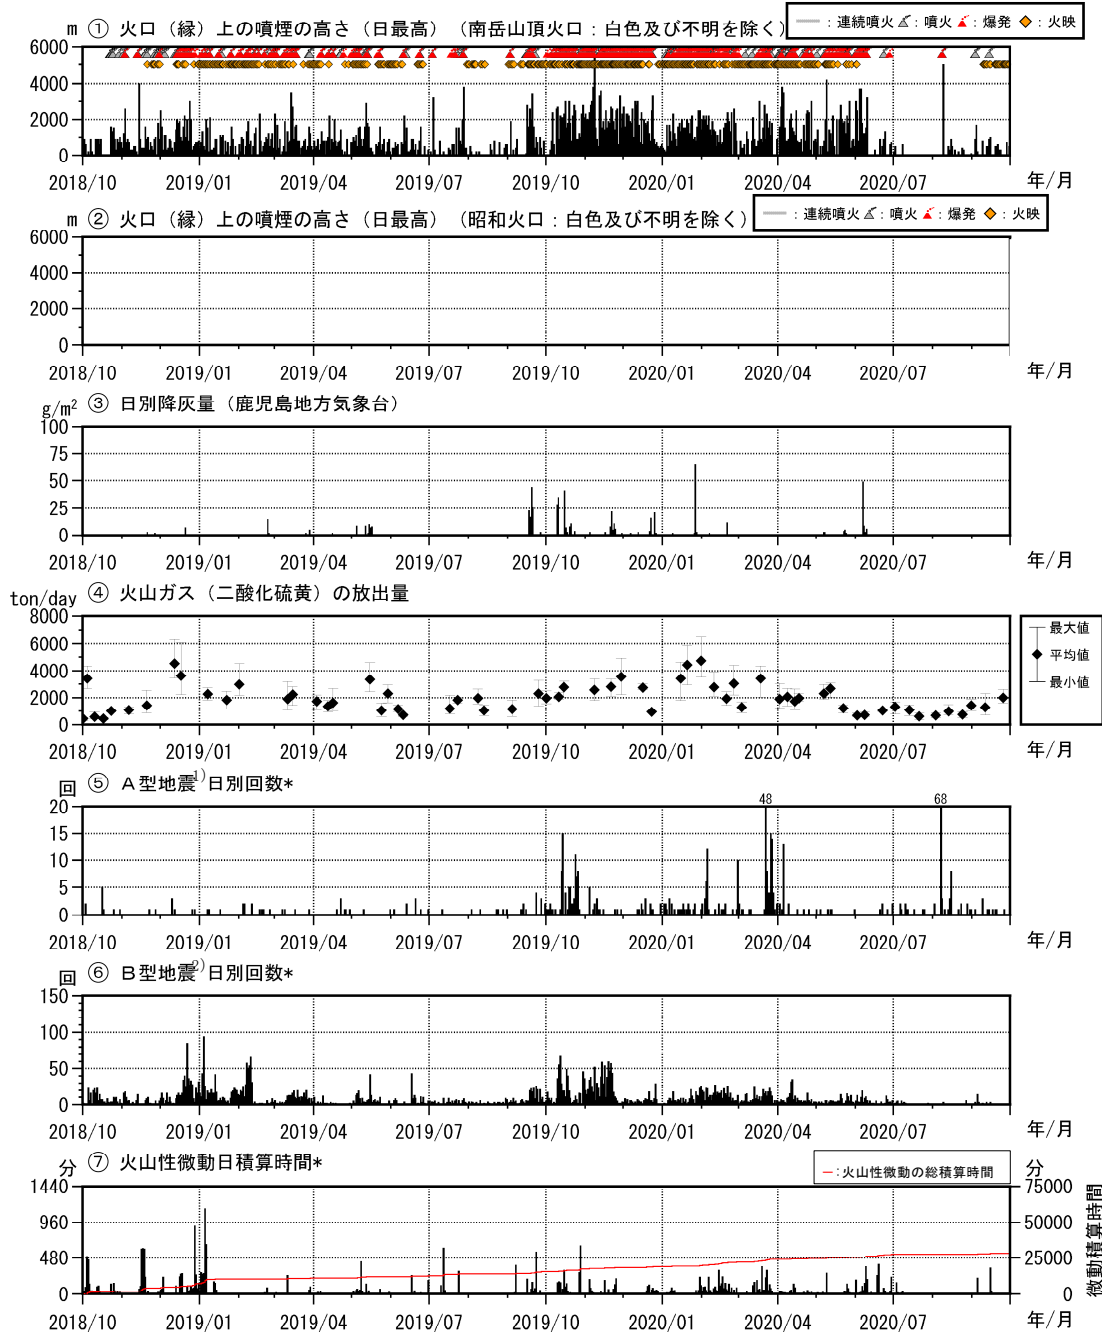 m ① 火口（縁）上の噴煙の高さ（日最高）（南岳山頂火口：白色及び不明を除く）
：連続噴火 ：噴火 ：爆発 ：火映
6000
4000
2000
0
2018/10 2019/01 2019/04 2019/07 2019/10 2020/01 2020/04 2020/07 年/月
m ② 火口（縁）上の噴煙の高さ（日最高）（昭和火口：白色及び不明を除く）
：連続噴火 ：噴火 ：爆発 ：火映
6000
4000
2000
0
2018/10 2019/01 2019/04 2019/07 2019/10 2020/01 2020/04 2020/07 年/月
g/m² ③ 日別降灰量（鹿児島地方気象台）
100
75
50
25
0
2018/10 2019/01 2019/04 2019/07 2019/10 2020/01 2020/04 2020/07 年/月
ton/day ④ 火山ガス（二酸化硫黄）の放出量
8000
6000
4000
2000
0
最大値
平均値
最小値
2018/10 2019/01 2019/04 2019/07 2019/10 2020/01 2020/04 2020/07 年/月
回 ⑤ A型地震1)日別回数*
48 68
20
15
10
5
0
2018/10 2019/01 2019/04 2019/07 2019/10 2020/01 2020/04 2020/07 年/月
回 ⑥ B型地震2)日別回数*
150
100
50
0
2018/10 2019/01 2019/04 2019/07 2019/10 2020/01 2020/04 2020/07 年/月
分 ⑦ 火山性微動日積算時間*
：火山性微動の総積算時間 分
1440 75000
960 50000
480 25000
0 0
微動積算時間
2018/10 2019/01 2019/04 2019/07 2019/10 2020/01 2020/04 2020/07 年/月